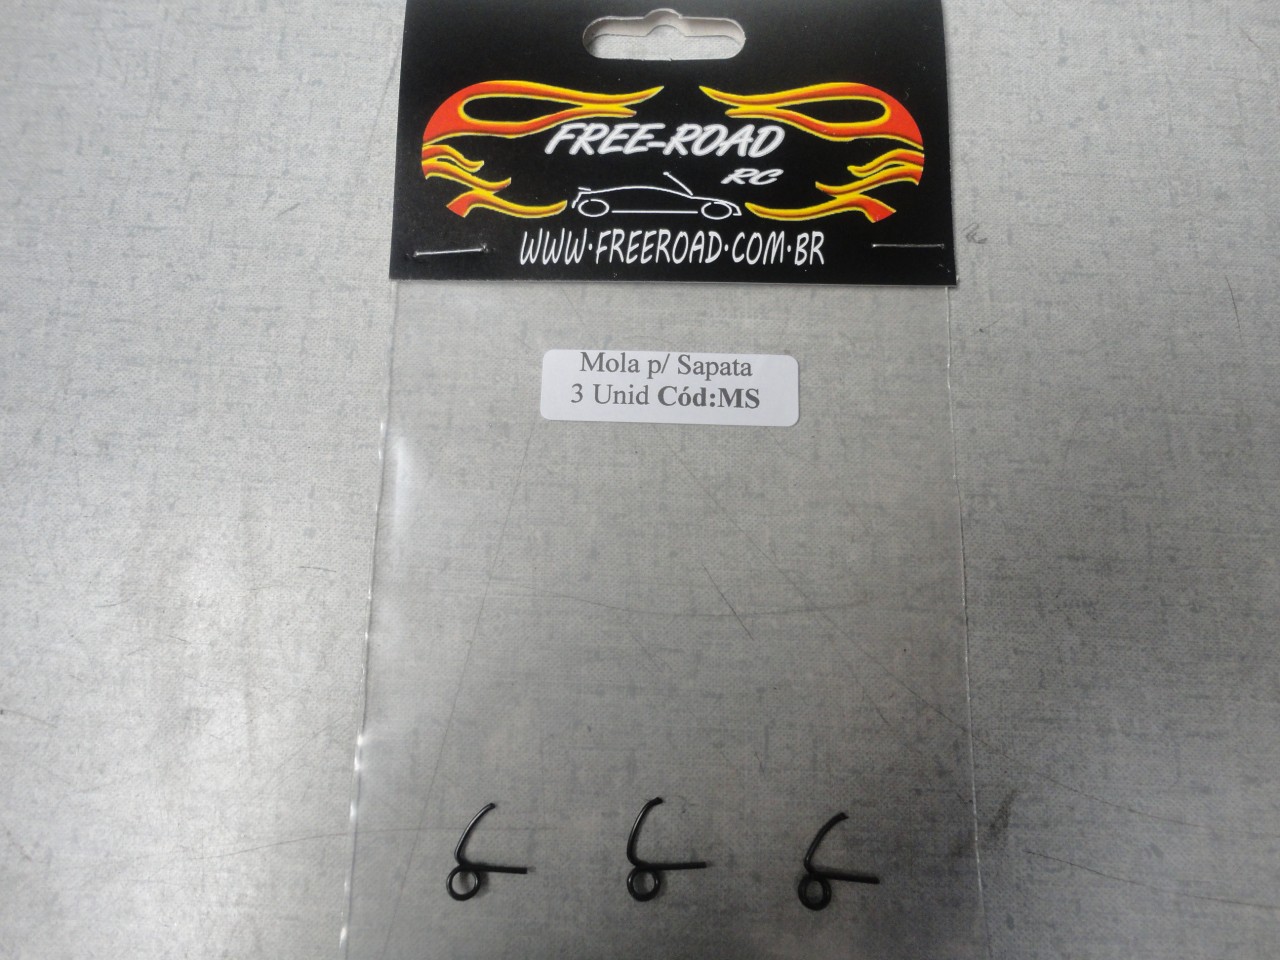 FREE-ROAD
RC
WWW.FREEROAD.COM.BR
Mola p/ Sapata
3 Unid Cód:MS